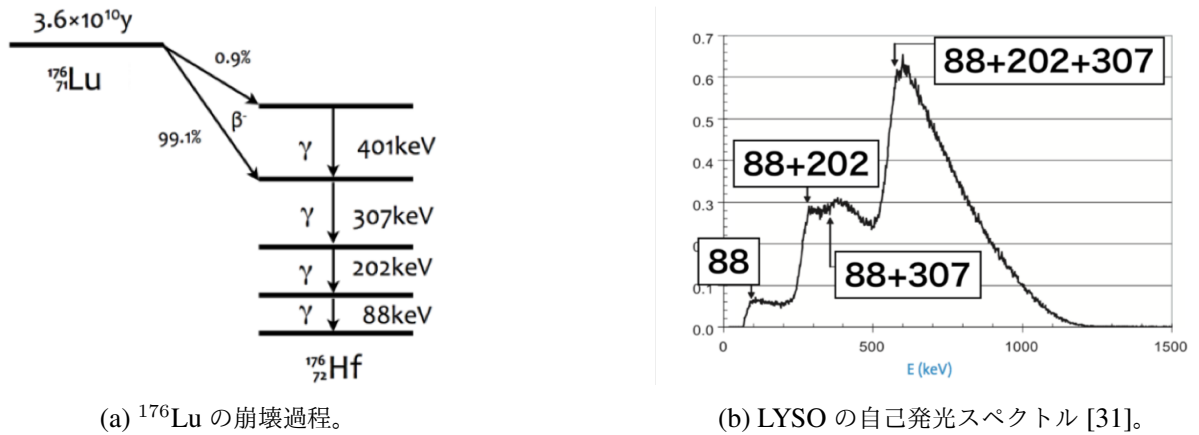 3.6×10¹⁰y
¹⁷⁶₇₁Lu
0.9%
99.1%
β⁻
γ 401keV
γ 307keV
γ 202keV
γ 88keV
¹⁷⁶₇₂Hf
(a) ¹⁷⁶Lu の崩壊過程。
0.7
0.6
0.5
0.4
0.3
0.1
0.0
0
500
1000
1500
E (keV)
88+202+307
88+202
88
88+307
(b) LYSO の自己発光スペクトル [31]。